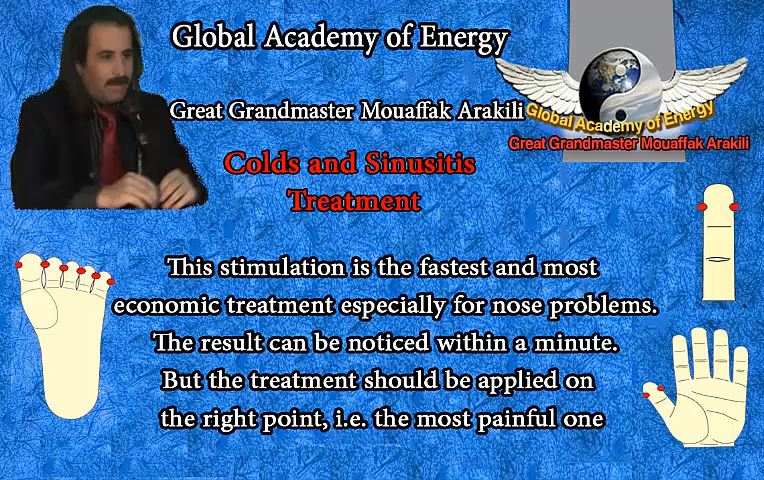 Global Academy of Energy
Great Grandmaster Mouaffak Arakili
Global Academy of Energy
Great Grandmaster Mouaffak Arakili
Colds and Sinusitis
Treatment
This stimulation is the fastest and most
economic treatment especially for nose problems.
The result can be noticed within a minute.
But the treatment should be applied on
the right point, i.e. the most painful one